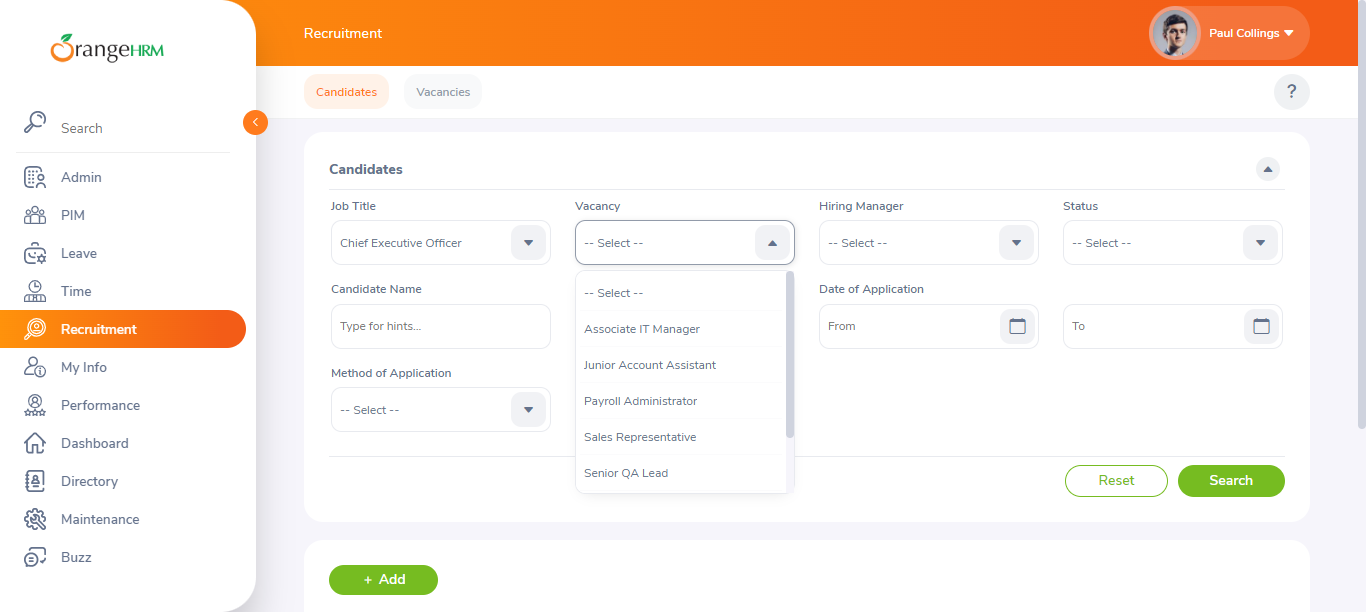 OrangeHRM
Search
Admin
PIM
Leave
Time
Recruitment
My Info
Performance
Dashboard
Directory
Maintenance
Buzz
Recruitment
Paul Collings
Candidates
Vacancies
?
Candidates
Job Title
Vacancy
Hiring Manager
Status
Chief Executive Officer
-- Select --
-- Select --
-- Select --
Candidate Name
Date of Application
Type for hints...
From
To
Method of Application
-- Select --
-- Select --
Associate IT Manager
Junior Account Assistant
Payroll Administrator
Sales Representative
Senior QA Lead
Reset
Search
+ Add